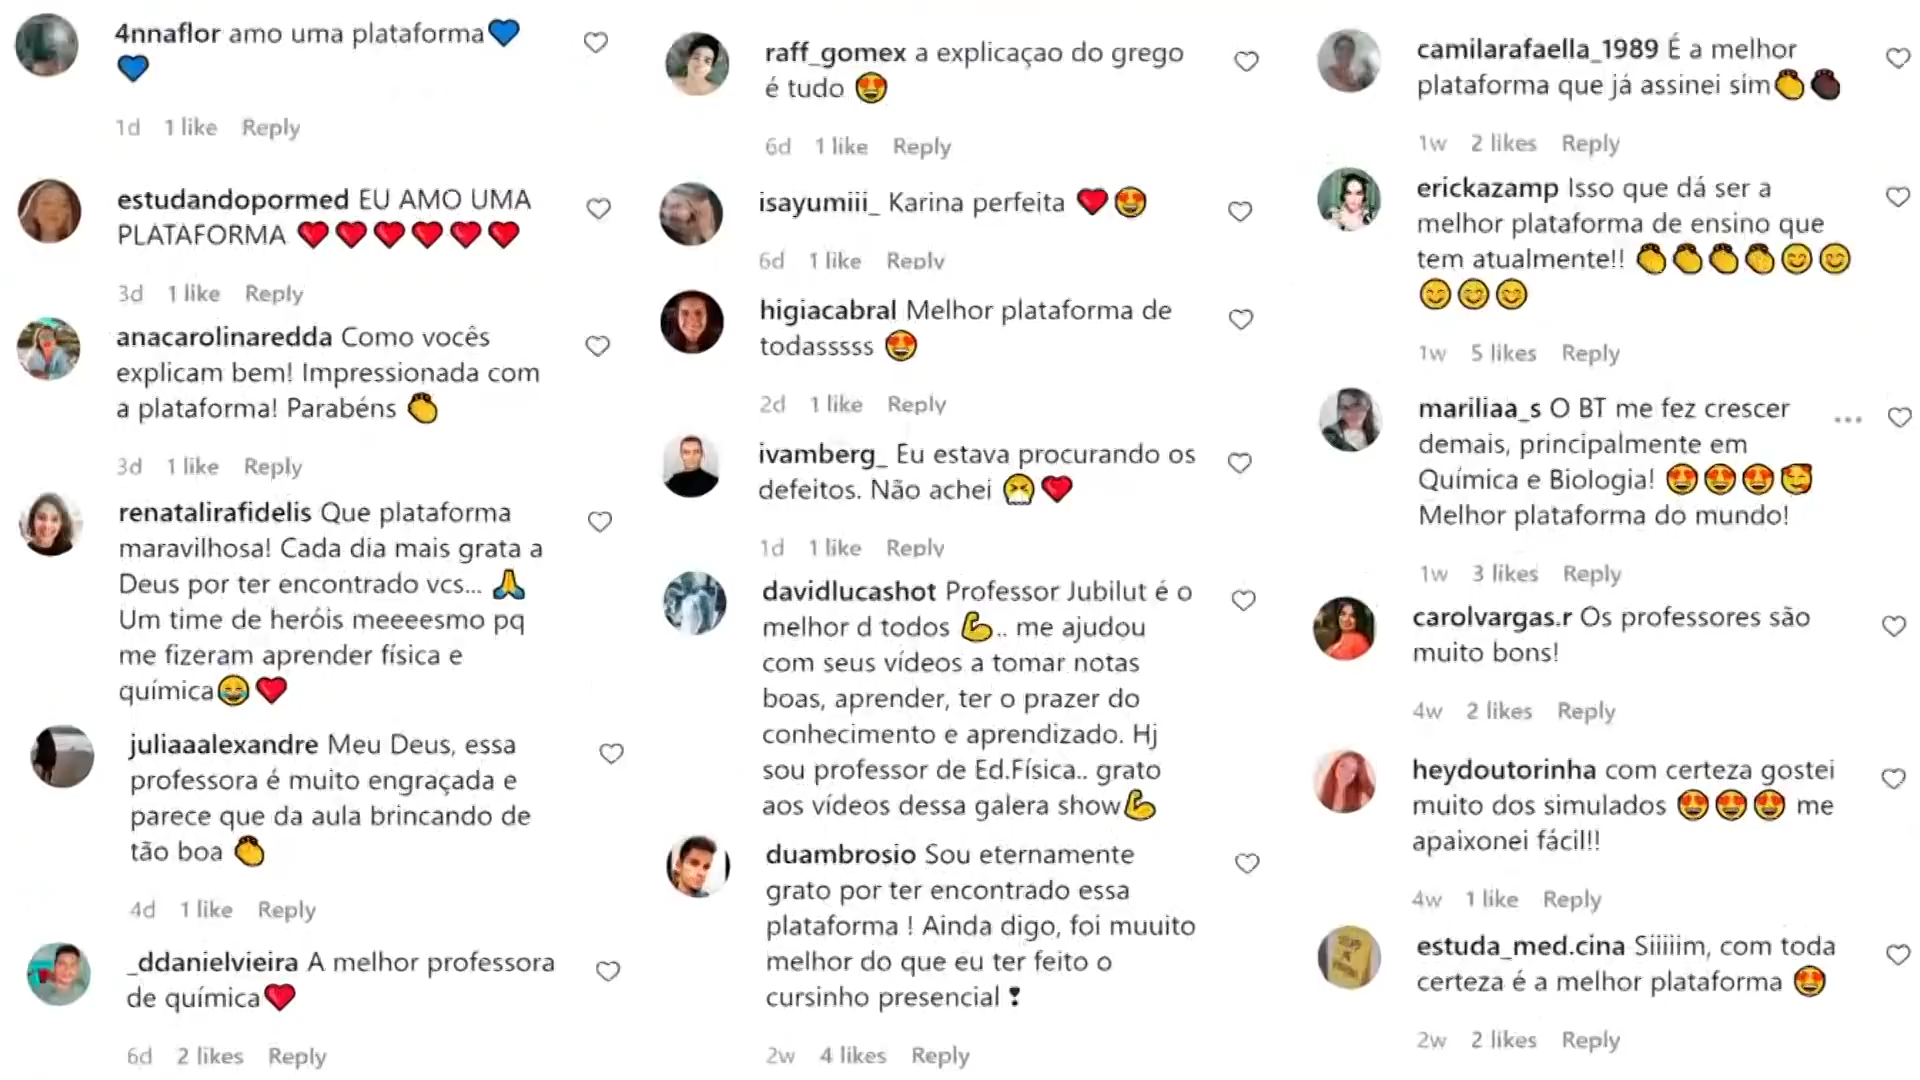 4nnaflor amo uma plataforma💙
💙
1d 1 like Reply
estudandopormed EU AMO UMA
PLATAFORMA ❤️❤️❤️❤️❤️❤️
3d 1 like Reply
anacarolinaredda Como vocês
explicam bem! Impressionada com
a plataforma! Parabéns 👏
3d 1 like Reply
renatalirafidelis Que plataforma
maravilhosa! Cada dia mais grata a
Deus por ter encontrado vcs... 🙏
Um time de heróis meeeesmo pq
me fizeram aprender física e
química😂❤️
juliaaalexandre Meu Deus, essa
professora é muito engraçada e
parece que da aula brincando de
tão boa 👏
4d 1 like Reply
_ddanielvieira A melhor professora
de química❤️
6d 2 likes Reply
raff_gomex a explicaçao do grego
é tudo 😍
6d 1 like Reply
isayumiii_ Karina perfeita ❤️😍
6d 1 like Reply
higiacabral Melhor plataforma de
todasssss 😍
2d 1 like Reply
ivamberg_ Eu estava procurando os
defeitos. Não achei 😤❤️
1d 1 like Reply
davidlucashot Professor Jubilut é o
melhor d todos 💪.. me ajudou
com seus vídeos a tomar notas
boas, aprender, ter o prazer do
conhecimento e aprendizado. Hj
sou professor de Ed.Física.. grato
aos vídeos dessa galera show💪
duambrosio Sou eternamente
grato por ter encontrado essa
plataforma ! Ainda digo, foi muuito
melhor do que eu ter feito o
cursinho presencial ❣
2w 4 likes Reply
camilarafaella_1989 É a melhor
plataforma que já assinei sim👏👏🏿
1w 2 likes Reply
erickazamp Isso que dá ser a
melhor plataforma de ensino que
tem atualmente!! 👏👏👏👏😊😊
😊😊😊
1w 5 likes Reply
mariliaa_s O BT me fez crescer
demais, principalmente em
Química e Biologia! 😍😍😍🥰
Melhor plataforma do mundo!
1w 3 likes Reply
carolvargas.r Os professores são
muito bons!
4w 2 likes Reply
heydoutorinha com certeza gostei
muito dos simulados 😍😍😍 me
apaixonei fácil!!
4w 1 like Reply
estuda_med.cina Siiiiim, com toda
certeza é a melhor plataforma 😍
2w 2 likes Reply